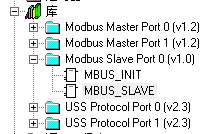 库
Modbus Master Port 0 (v1.2)
Modbus Master Port 1 (v1.2)
Modbus Slave Port 0 (v1.0)
MBUS_INIT
MBUS_SLAVE
USS Protocol Port 0 (v2.3)
USS Protocol Port 1 (v2.3)